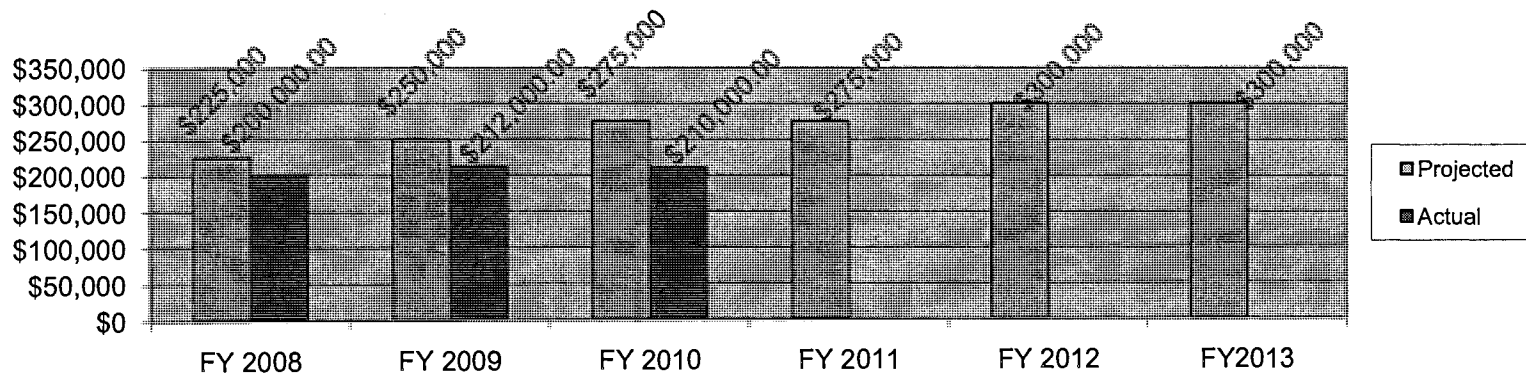 $225,000
$200,000.00
$250,000
$212,000.00
$275,000
$210,000.00
$275,000
$300,000
$300,000
$350,000
$300,000
$250,000
$200,000
$150,000
$100,000
$50,000
$0
FY 2008
FY 2009
FY 2010
FY 2011
FY 2012
FY2013
Projected
Actual